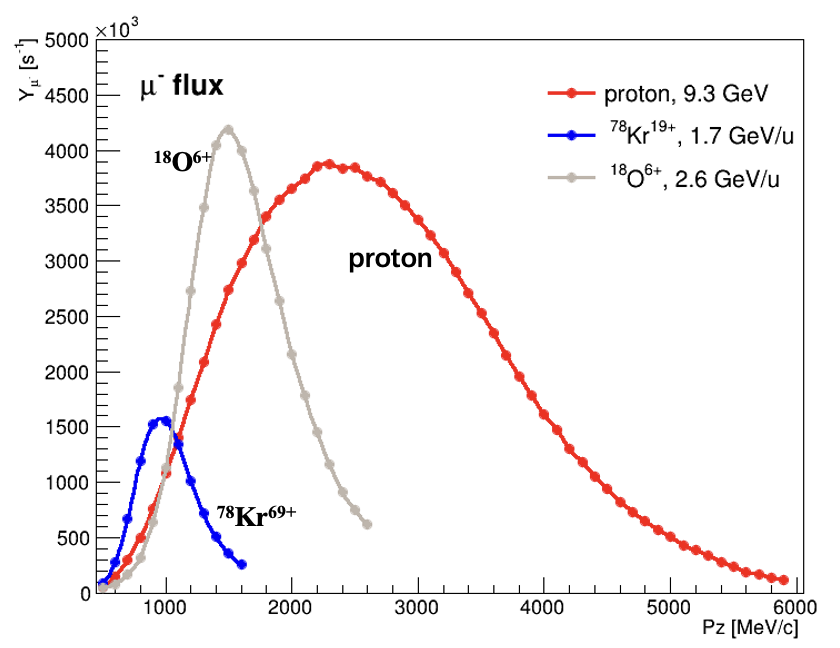 ×10³
Y_μ⁻ [s⁻¹]
5000
4500
4000
3500
3000
2500
2000
1500
1000
500
0
μ⁻ flux
proton, 9.3 GeV
⁷⁸Kr¹⁹⁺, 1.7 GeV/u
¹⁸O⁶⁺, 2.6 GeV/u
¹⁸O⁶⁺
proton
⁷⁸Kr⁶⁹⁺
1000 2000 3000 4000 5000 6000
Pz [MeV/c]